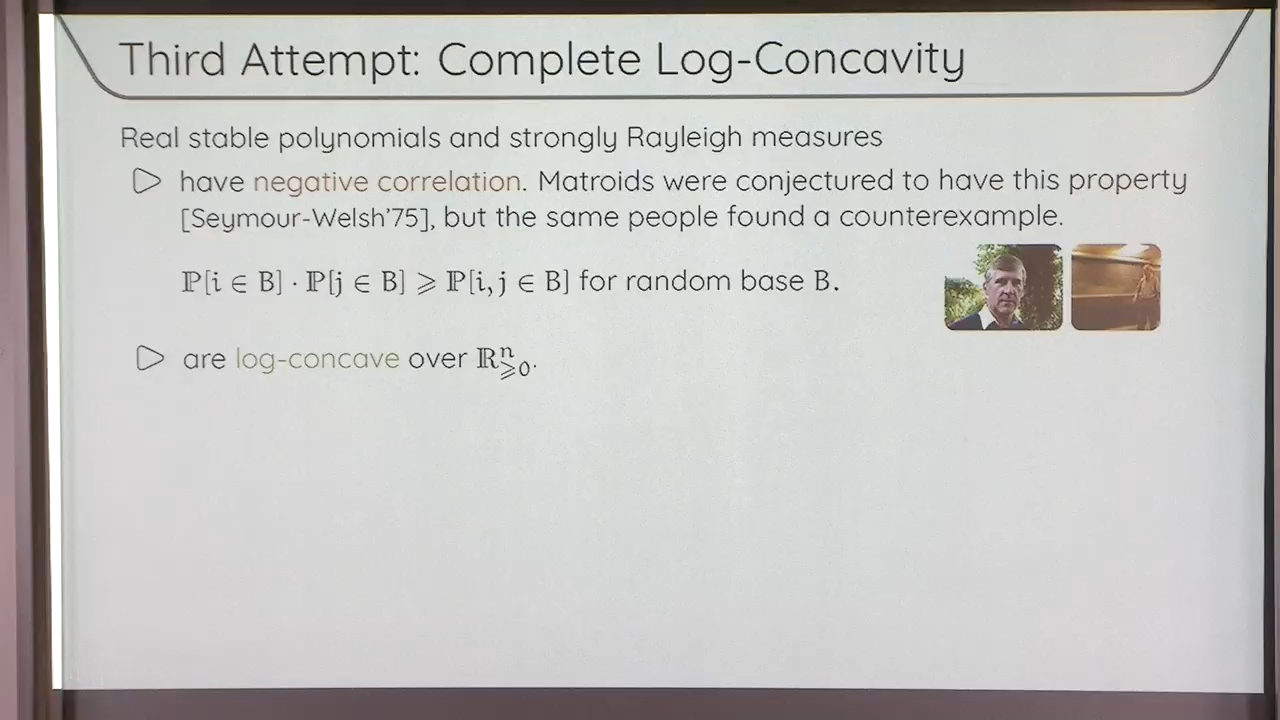 Third Attempt: Complete Log-Concavity
Real stable polynomials and strongly Rayleigh measures
▷ have negative correlation. Matroids were conjectured to have this property
[Seymour-Welsh’75], but the same people found a counterexample.
ℙ[i ∈ B] · ℙ[j ∈ B] ⩾ ℙ[i, j ∈ B] for random base B.
▷ are log-concave over ℝⁿ⩾₀.